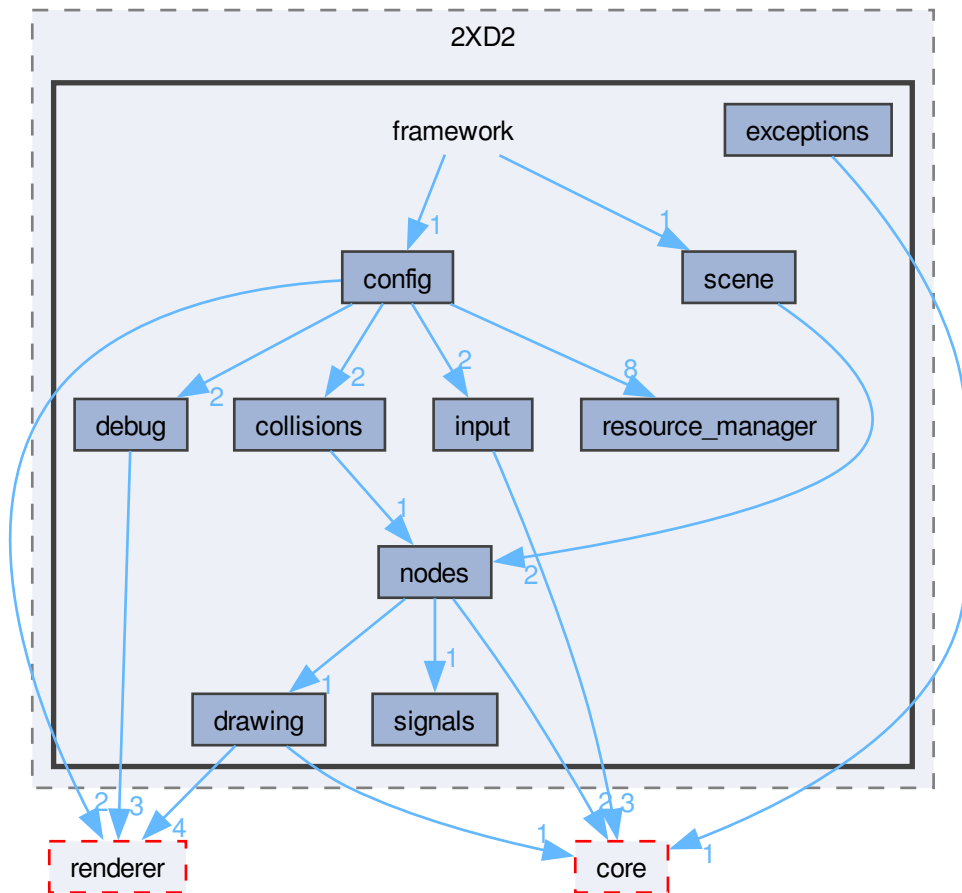 2XD2
framework
exceptions
1
1
config
scene
2
2
2
8
debug
collisions
input
resource_manager
1
nodes
2
1
1
drawing
signals
2
3
4
1
2
3
1
renderer
core